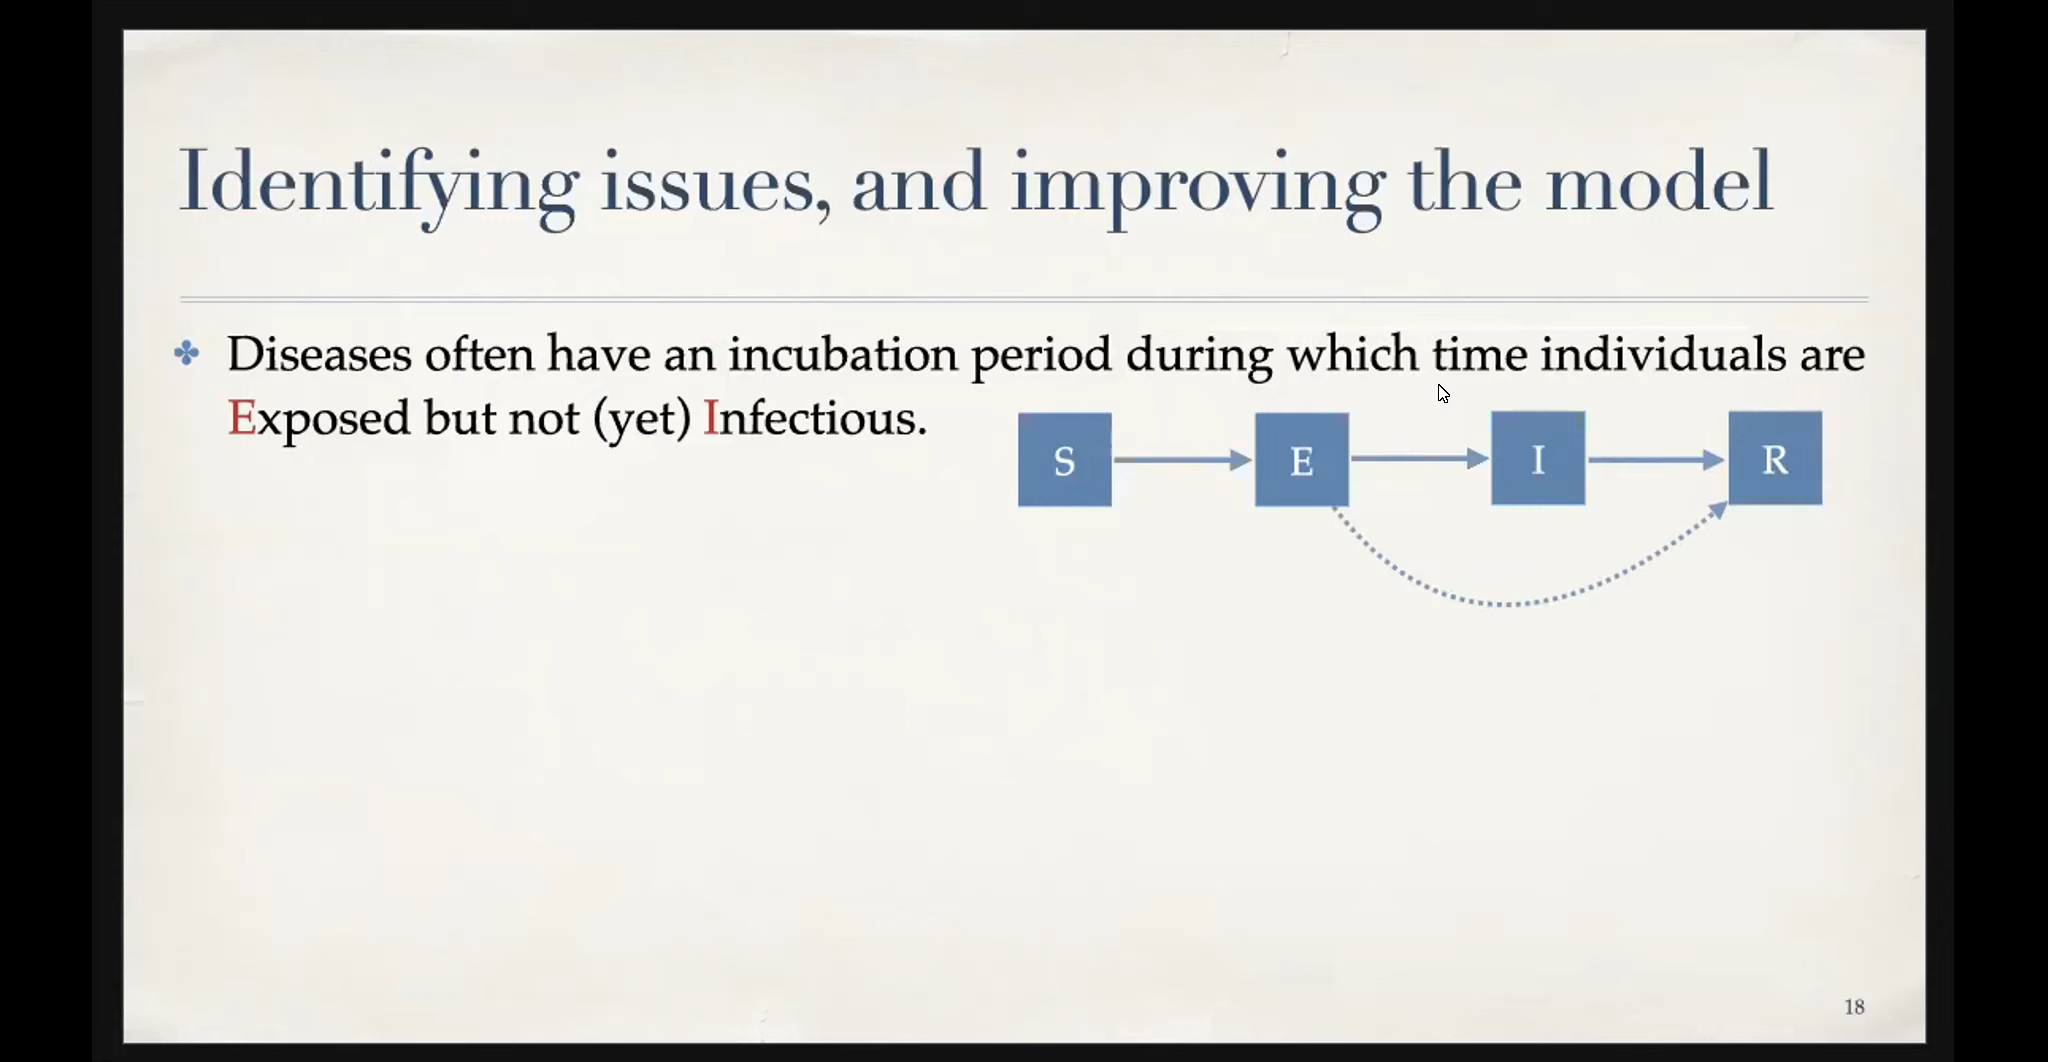 Identifying issues, and improving the model
Diseases often have an incubation period during which time individuals are
Exposed but not (yet) Infectious.
S E I R
18